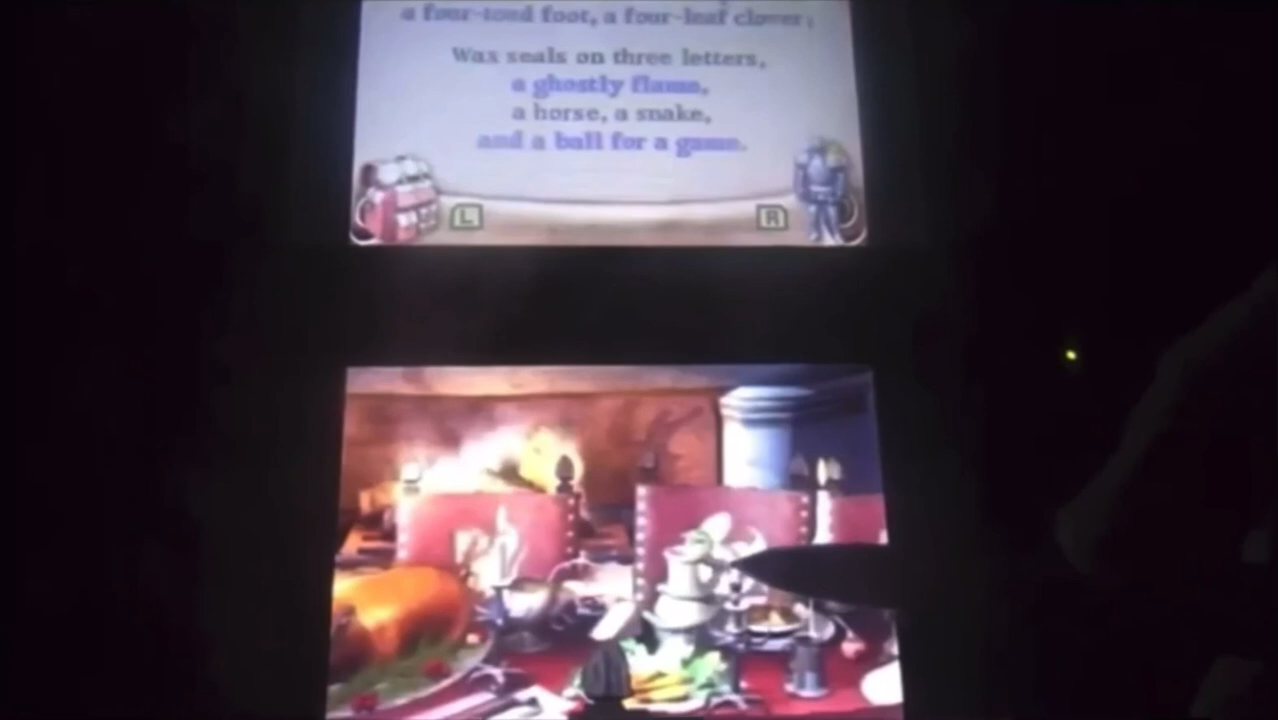 a four-toed foot, a four-leaf clover;
Wax seals on three letters,
a ghostly flame,
a horse, a snake,
and a ball for a game.
L
R